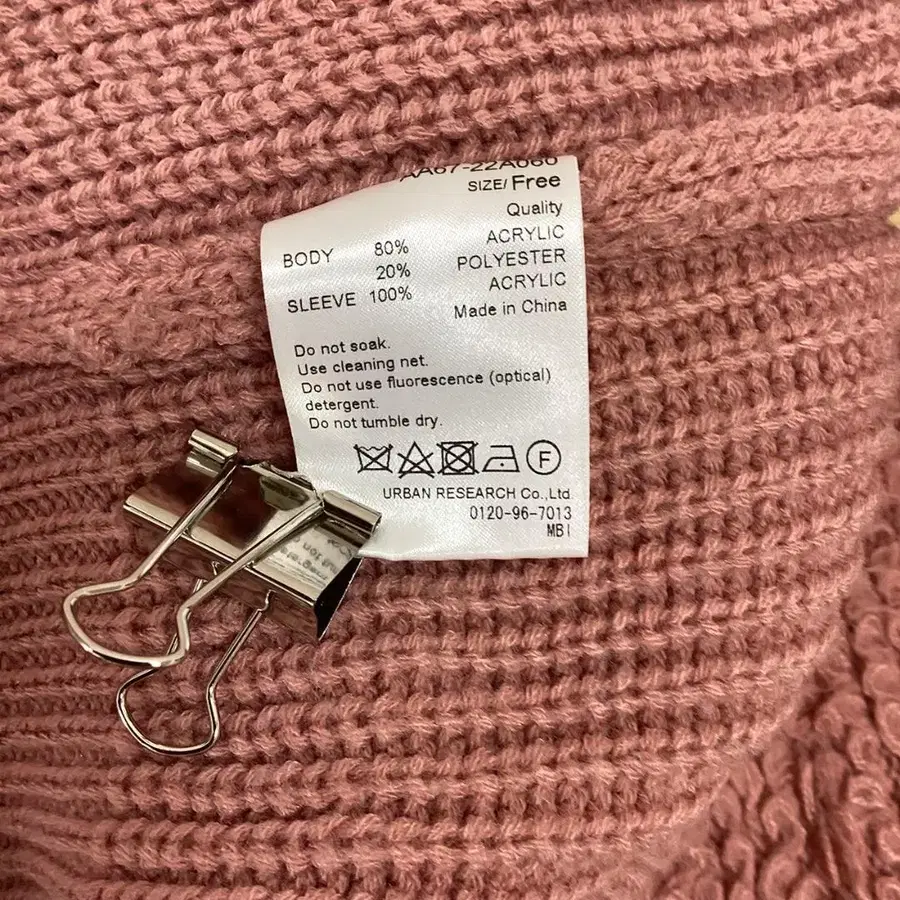 AA67-22A060
SIZE/ Free
Quality
BODY 80% ACRYLIC
20% POLYESTER
SLEEVE 100% ACRYLIC
Made in China
Do not soak.
Use cleaning net.
Do not use fluorescence (optical)
detergent.
Do not tumble dry.
F
URBAN RESEARCH Co.,Ltd
0120-96-7013
MBI